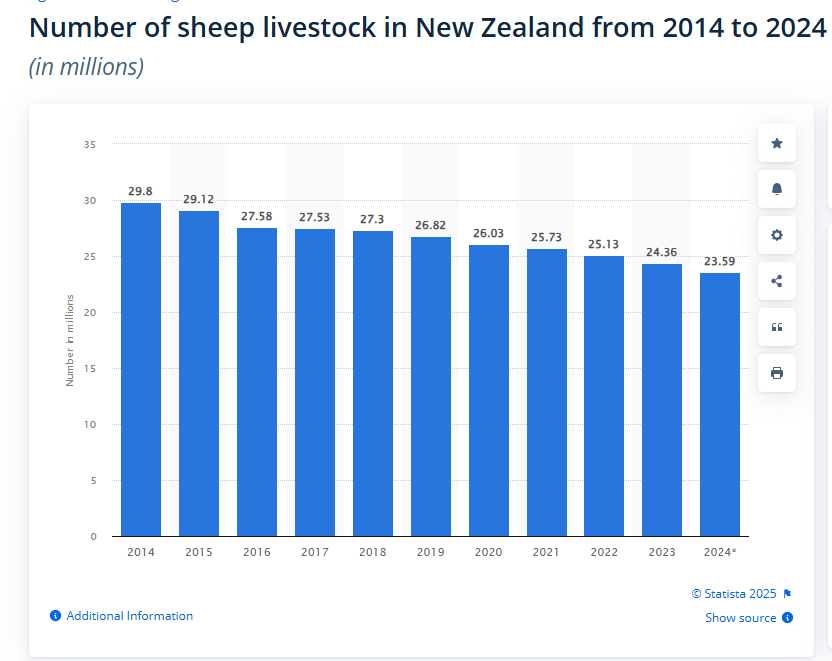 Number of sheep livestock in New Zealand from 2014 to 2024
(in millions)
35
30
25
20
15
10
5
0
Number in millions
29.8
29.12
27.58
27.53
27.3
26.82
26.03
25.73
25.13
24.36
23.59
2014 2015 2016 2017 2018 2019 2020 2021 2022 2023 2024*
© Statista 2025
Additional Information
Show source